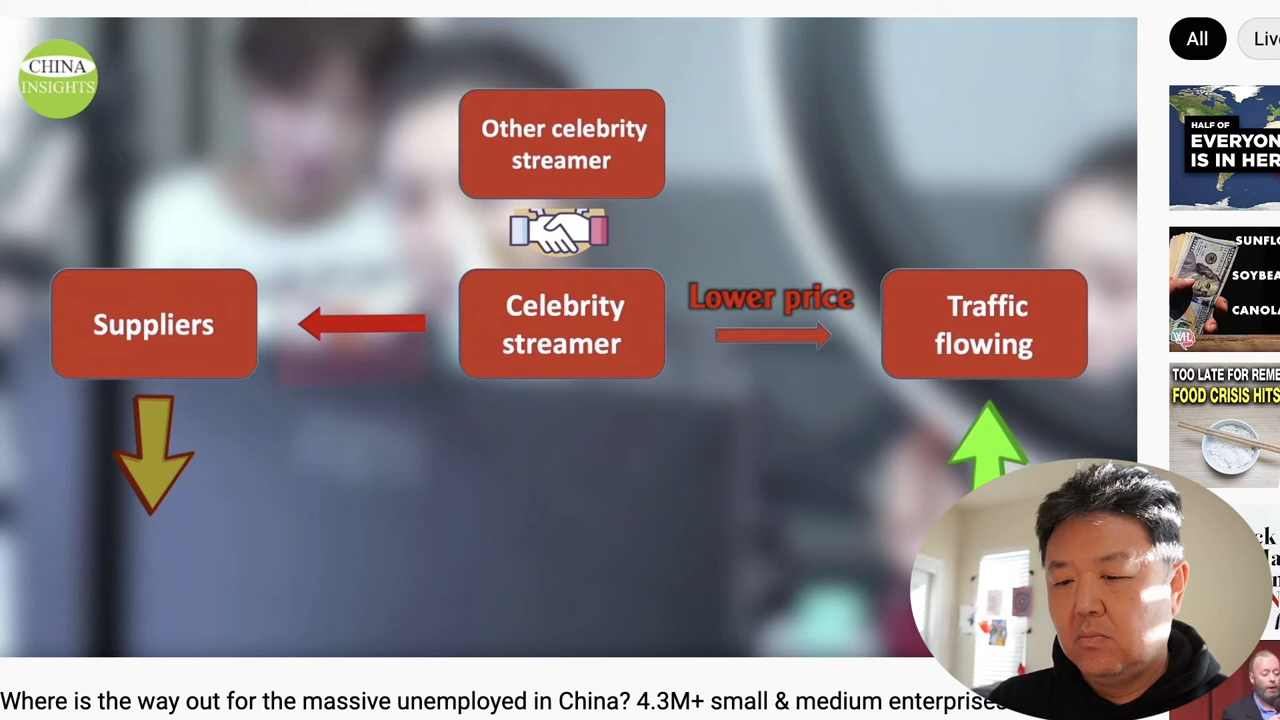 CHINA
INSIGHTS
Other celebrity
streamer
Suppliers
Celebrity
streamer
Lower price
Traffic
flowing
Where is the way out for the massive unemployed in China? 4.3M+ small & medium enterprises
All
Live
HALF OF
EVERYON
IS IN HER
SUNFLO
SOYBEA
CANOLA
TOO LATE FOR REME
FOOD CRISIS HITS